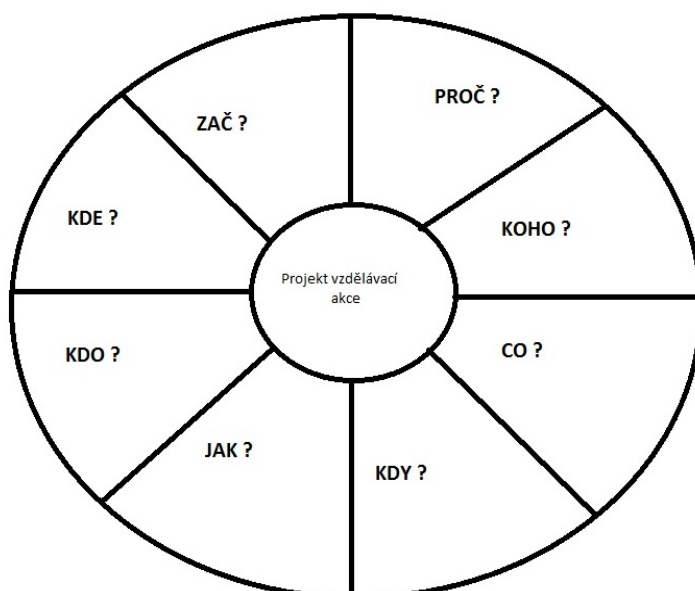 PROČ ?
ZAČ ?
KDE ?
KOHO ?
Projekt vzdělávací
akce
KDO ?
CO ?
JAK ?
KDY ?